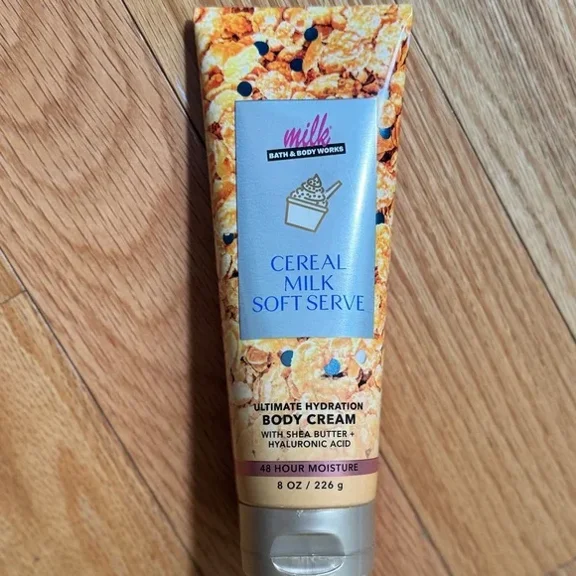 milk
BATH & BODY WORKS
CEREAL
MILK
SOFT SERVE
ULTIMATE HYDRATION
BODY CREAM
WITH SHEA BUTTER +
HYALURONIC ACID
48 HOUR MOISTURE
8 OZ / 226 g